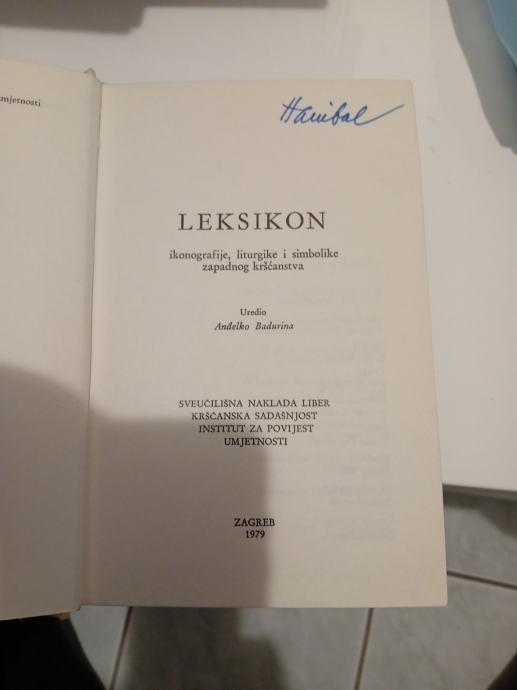 mjetnosti
Hanibal
LEKSIKON
ikonografije, liturgike i simbolike
zapadnog kršćanstva
Uredio
Anđelko Badurina
SVEUČILIŠNA NAKLADA LIBER
KRŠĆANSKA SADAŠNJOST
INSTITUT ZA POVIJEST
UMJETNOSTI
ZAGREB
1979